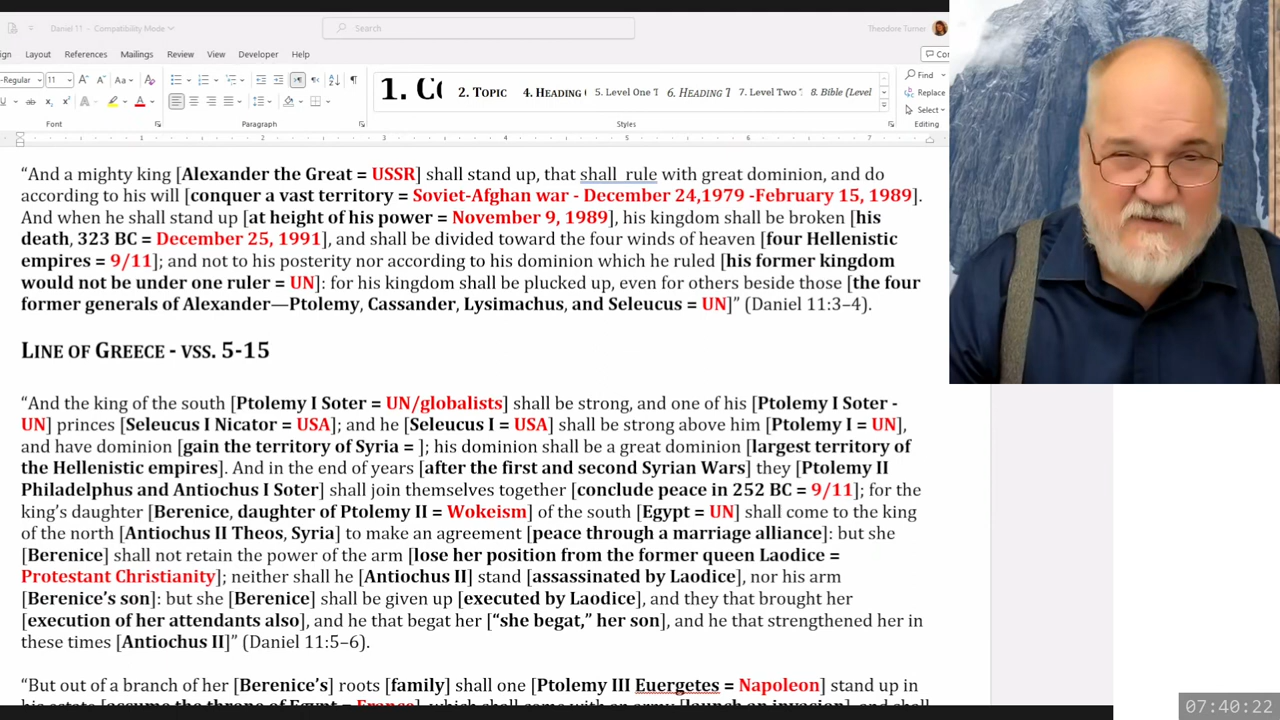 Daniel 11 - Compatibility Mode
Search
Theodore Turner
Layout References Mailings Review View Developer Help
Regular 11 Aa
1. 2. TOPIC 4. HEADING 5. Level One 6. HEADING 7. Level Two 8. Bible (Level
Find
Replace
Select
Font Paragraph Styles Editing
1 2 3 4 5 6 7
“And a mighty king [Alexander the Great = USSR] shall stand up, that shall rule with great dominion, and do
according to his will [conquer a vast territory = Soviet-Afghan war - December 24,1979 -February 15, 1989].
And when he shall stand up [at height of his power = November 9, 1989], his kingdom shall be broken [his
death, 323 BC = December 25, 1991], and shall be divided toward the four winds of heaven [four Hellenistic
empires = 9/11]; and not to his posterity nor according to his dominion which he ruled [his former kingdom
would not be under one ruler = UN]: for his kingdom shall be plucked up, even for others beside those [the four
former generals of Alexander—Ptolemy, Cassander, Lysimachus, and Seleucus = UN]” (Daniel 11:3–4).
LINE OF GREECE - VSS. 5-15
“And the king of the south [Ptolemy I Soter = UN/globalists] shall be strong, and one of his [Ptolemy I Soter -
UN] princes [Seleucus I Nicator = USA]; and he [Seleucus I = USA] shall be strong above him [Ptolemy I = UN],
and have dominion [gain the territory of Syria = ]; his dominion shall be a great dominion [largest territory of
the Hellenistic empires]. And in the end of years [after the first and second Syrian Wars] they [Ptolemy II
Philadelphus and Antiochus I Soter] shall join themselves together [conclude peace in 252 BC = 9/11]; for the
king’s daughter [Berenice, daughter of Ptolemy II = Wokeism] of the south [Egypt = UN] shall come to the king
of the north [Antiochus II Theos, Syria] to make an agreement [peace through a marriage alliance]: but she
[Berenice] shall not retain the power of the arm [lose her position from the former queen Laodice =
Protestant Christianity]; neither shall he [Antiochus II] stand [assassinated by Laodice], nor his arm
[Berenice’s son]: but she [Berenice] shall be given up [executed by Laodice], and they that brought her
[execution of her attendants also], and he that begat her [“she begat,” her son], and he that strengthened her in
these times [Antiochus II]” (Daniel 11:5–6).
“But out of a branch of her [Berenice’s] roots [family] shall one [Ptolemy III Euergetes = Napoleon] stand up in
07:40:22